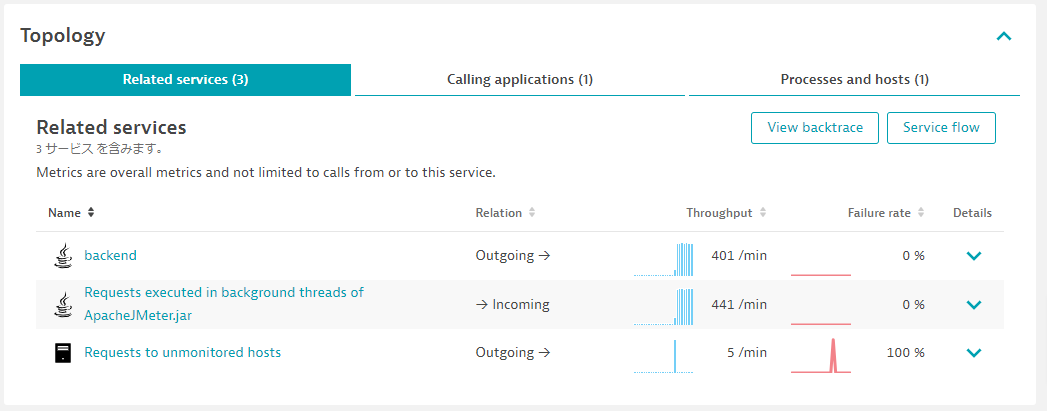 Topology
Related services (3)
Calling applications (1)
Processes and hosts (1)
Related services
View backtrace
Service flow
3 サービス を含みます。
Metrics are overall metrics and not limited to calls from or to this service.
Name
Relation
Throughput
Failure rate
Details
backend
Outgoing →
401 /min
0 %
Requests executed in background threads of
ApacheJMeter.jar
→ Incoming
441 /min
0 %
Requests to unmonitored hosts
Outgoing →
5 /min
100 %